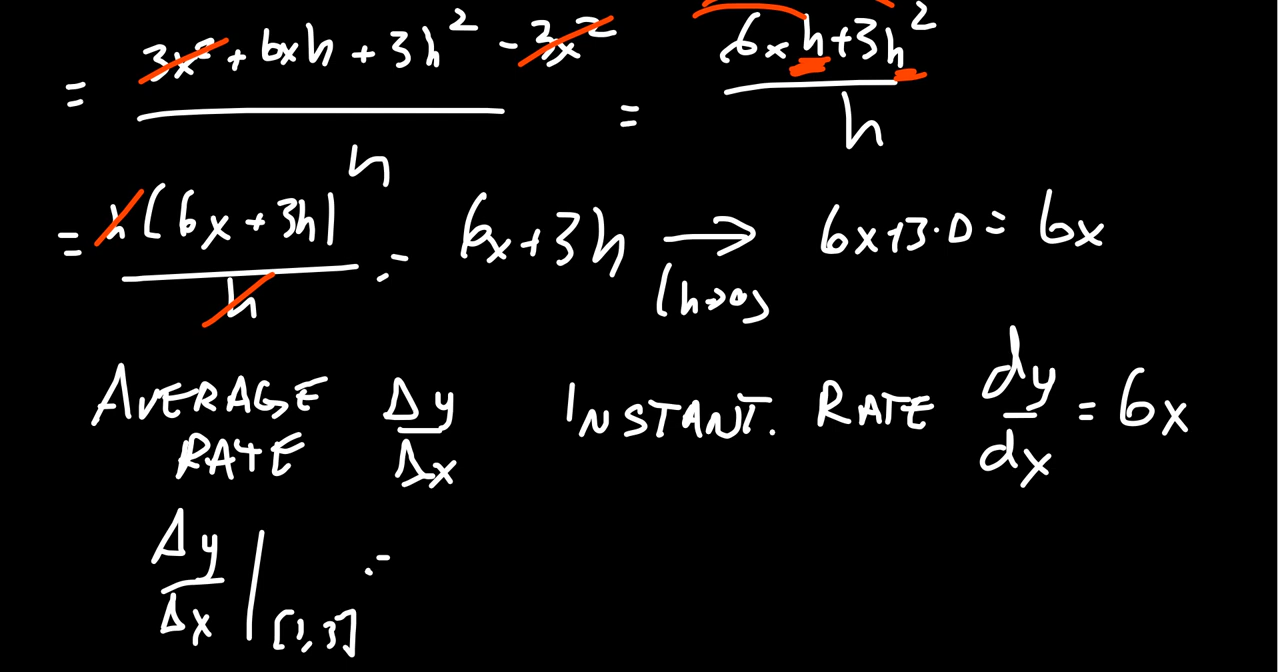 = (3x² + 6xh + 3h² - 3x²) / h = (6xh + 3h²) / h
= h(6x + 3h) / h = 6x + 3h → (h→0) 6x + 3·0 = 6x
AVERAGE RATE Δy/Δx INSTANT. RATE dy/dx = 6x
Δy/Δx | [1, 3] =